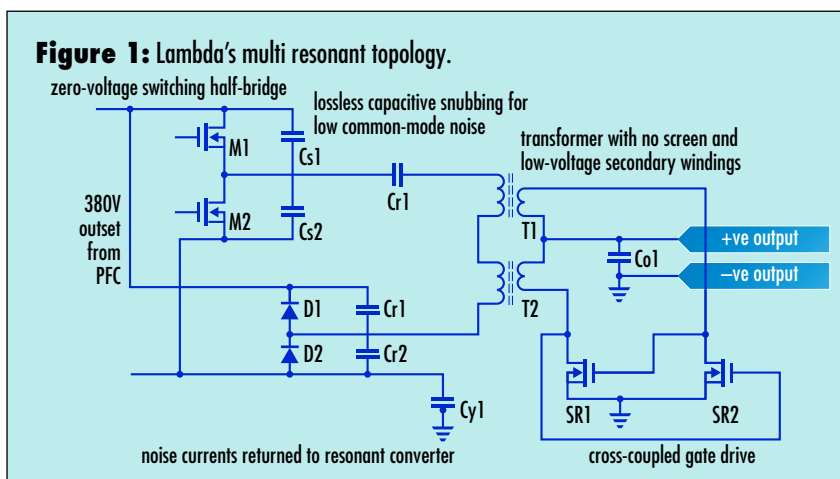 Figure 1: Lambda's multi resonant topology.
zero-voltage switching half-bridge
lossless capacitive snubbing for
low common-mode noise
transformer with no screen and
low-voltage secondary windings
M1
Cs1
M2
Cs2
Cr1
T1
380V
outset
from
PFC
+ve output
Co1
–ve output
D1
Cr1
T2
D2
Cr2
SR1
SR2
Cy1
noise currents returned to resonant converter
cross-coupled gate drive